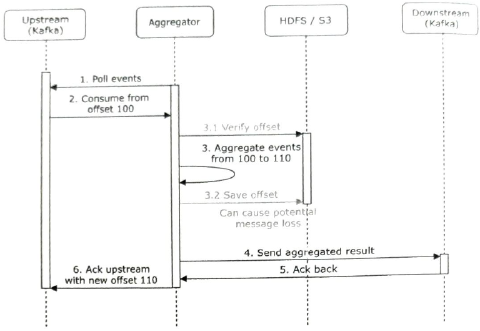 Upstream
(Kafka)
Aggregator
HDFS / S3
Downstream
(Kafka)
1. Poll events
2. Consume from
offset 100
3.1 Verify offset
3. Aggregate events
from 100 to 110
3.2 Save offset
Can cause potential
message loss
4. Send aggregated result
5. Ack back
6. Ack upstream
with new offset 110